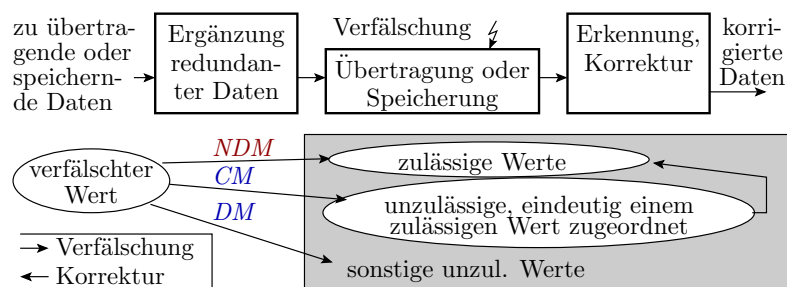 zu übertra-
gende oder
speichern-
de Daten
Ergänzung
redundan-
ter Daten
Verfälschung
Übertragung oder
Speicherung
Erkennung,
Korrektur
korri-
gierte
Daten
verfälschter
Wert
NDM
CM
DM
zulässige Werte
unzulässige, eindeutig einem
zulässigen Wert zugeordnet
sonstige unzul. Werte
Verfälschung
Korrektur